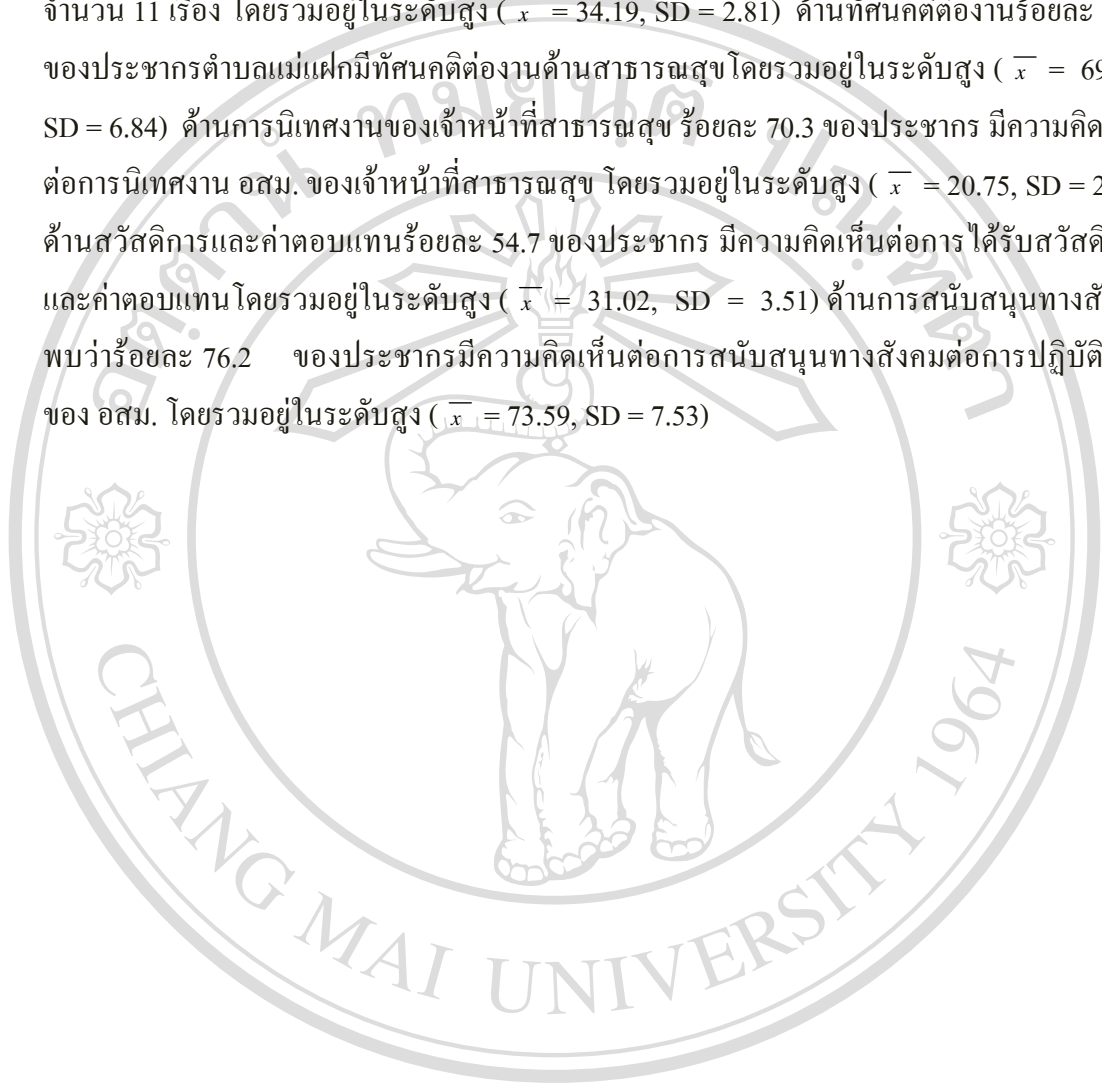 จำนวน 11 เรื่อง โดยรวมอยู่ในระดับสูง ( x = 34.19, SD = 2.81) ด้านทัศนคติต่องานร้อยละ
ของประชากรตำบลแม่แฝกมีทัศนคติต่องานด้านสาธารณสุขโดยรวมอยู่ในระดับสูง ( x̄ = 69
SD = 6.84) ด้านการนิเทศงานของเจ้าหน้าที่สาธารณสุข ร้อยละ 70.3 ของประชากร มีความคิด
ต่อการนิเทศงาน อสม. ของเจ้าหน้าที่สาธารณสุข โดยรวมอยู่ในระดับสูง ( x̄ = 20.75, SD = 2
ด้านสวัสดิการและค่าตอบแทนร้อยละ 54.7 ของประชากร มีความคิดเห็นต่อการได้รับสวัสดิ
และค่าตอบแทนโดยรวมอยู่ในระดับสูง ( x̄ = 31.02, SD = 3.51) ด้านการสนับสนุนทางสั
พบว่าร้อยละ 76.2 ของประชากรมีความคิดเห็นต่อการสนับสนุนทางสังคมต่อการปฏิบัติ
ของ อสม. โดยรวมอยู่ในระดับสูง ( x̄ = 73.59, SD = 7.53)
CHIANG MAI UNIVERSITY 1964